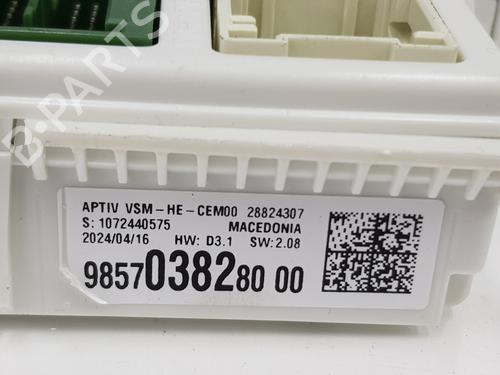 APTIV VSM-HE-CEM00 28824307
S: 1072440575 MACEDONIA
2024/04/16 HW: D3.1 SW:2.08
9857038280 00
B-PARTS